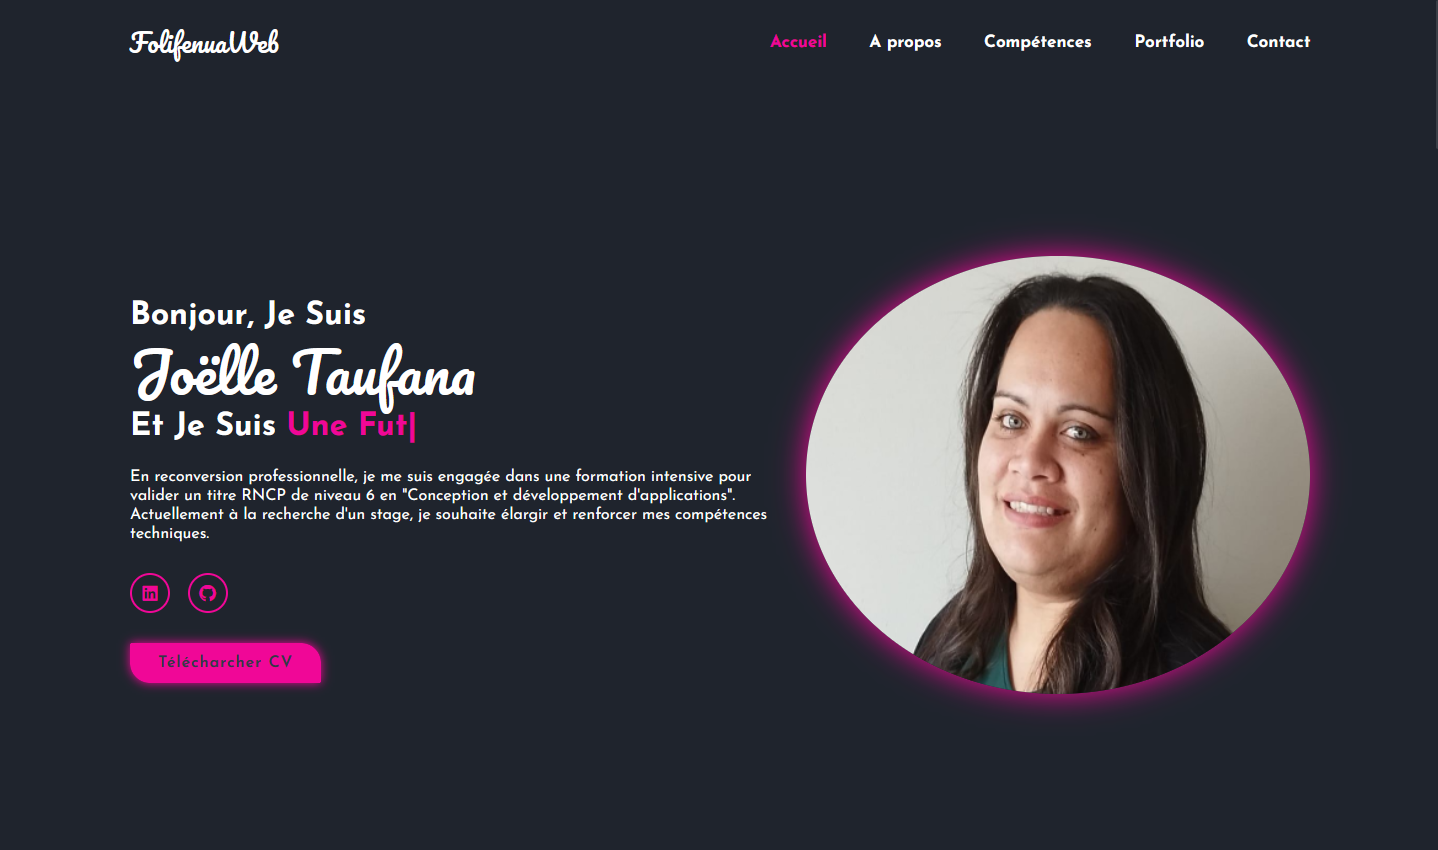 FolifenuaWeb
Accueil A propos Compétences Portfolio Contact
Bonjour, Je Suis
Joëlle Taufana
Et Je Suis Une Fut|
En reconversion professionnelle, je me suis engagée dans une formation intensive pour
valider un titre RNCP de niveau 6 en "Conception et développement d'applications".
Actuellement à la recherche d'un stage, je souhaite élargir et renforcer mes compétences
techniques.
in
Télécharcher CV